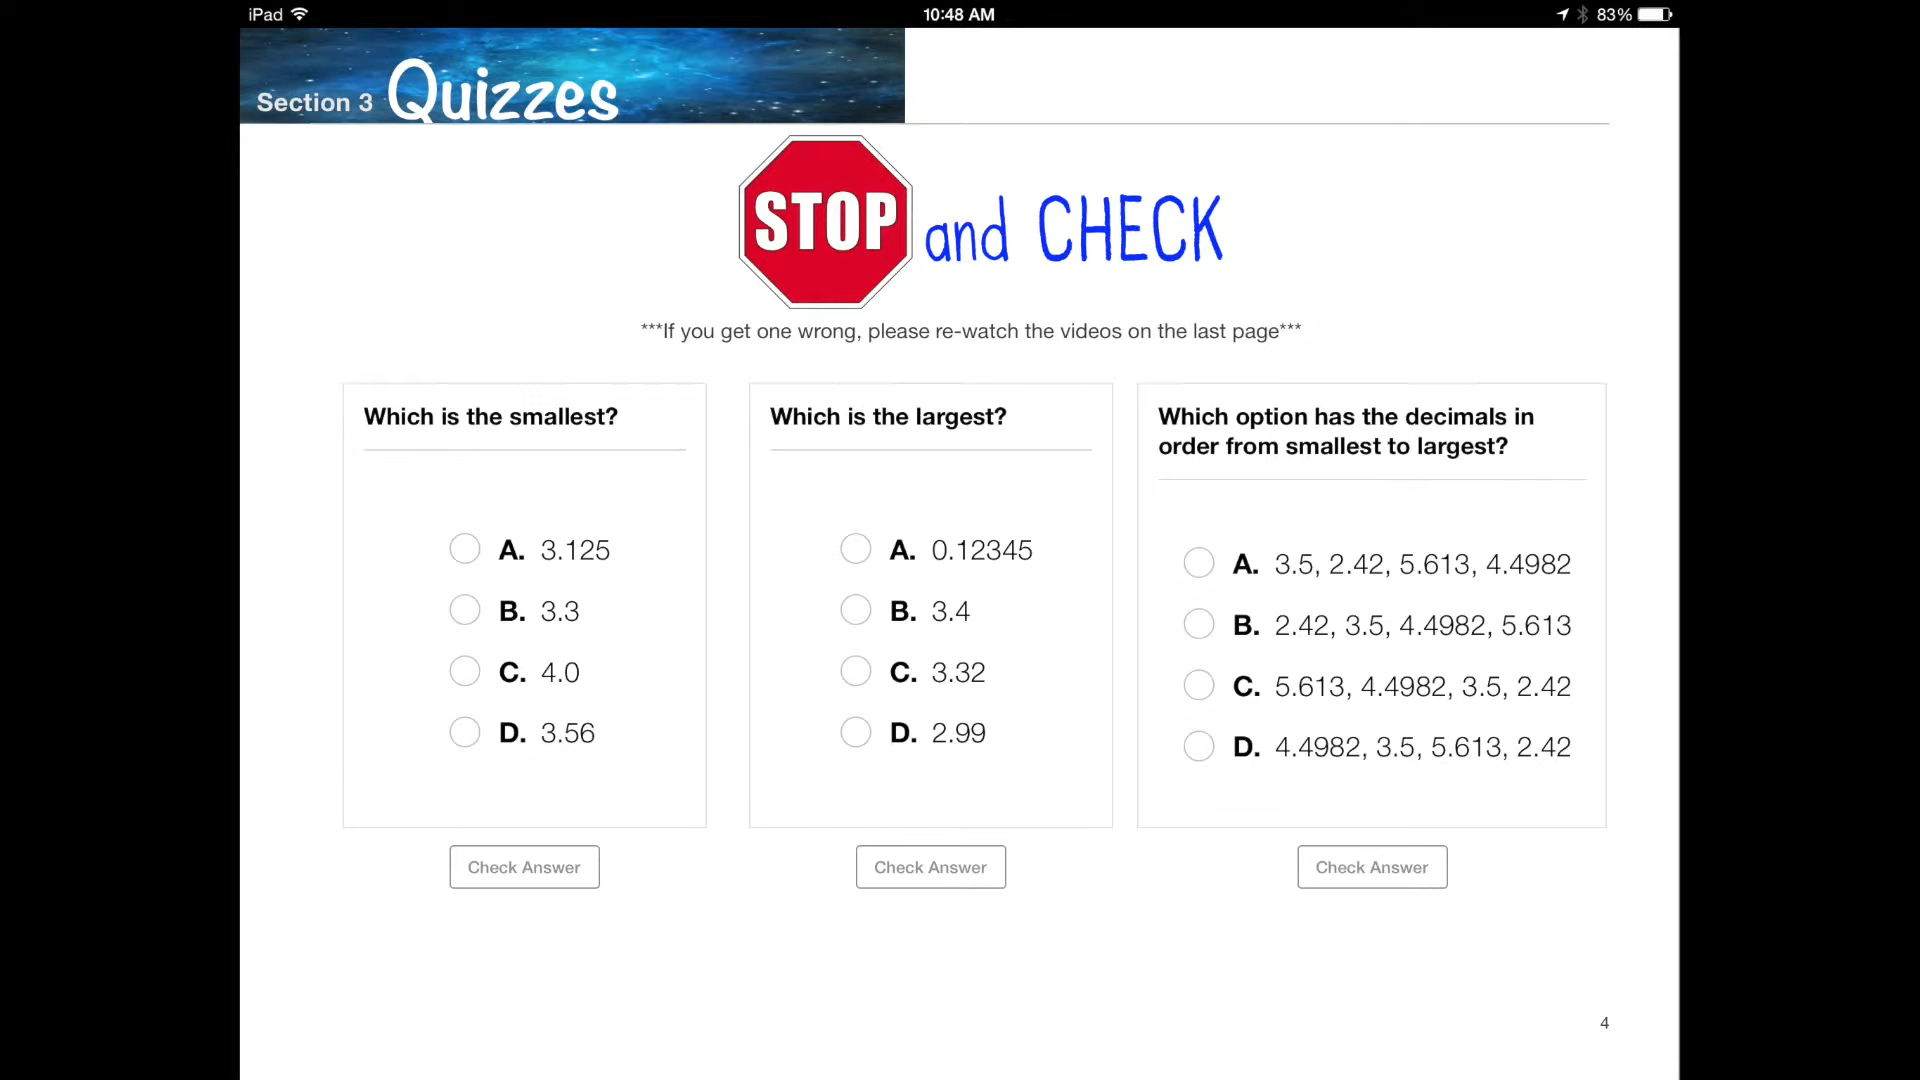 iPad
10:48 AM
83%
Section 3 Quizzes
STOP and CHECK
***If you get one wrong, please re-watch the videos on the last page***
Which is the smallest?
A. 3.125
B. 3.3
C. 4.0
D. 3.56
Check Answer
Which is the largest?
A. 0.12345
B. 3.4
C. 3.32
D. 2.99
Check Answer
Which option has the decimals in
order from smallest to largest?
A. 3.5, 2.42, 5.613, 4.4982
B. 2.42, 3.5, 4.4982, 5.613
C. 5.613, 4.4982, 3.5, 2.42
D. 4.4982, 3.5, 5.613, 2.42
Check Answer
4